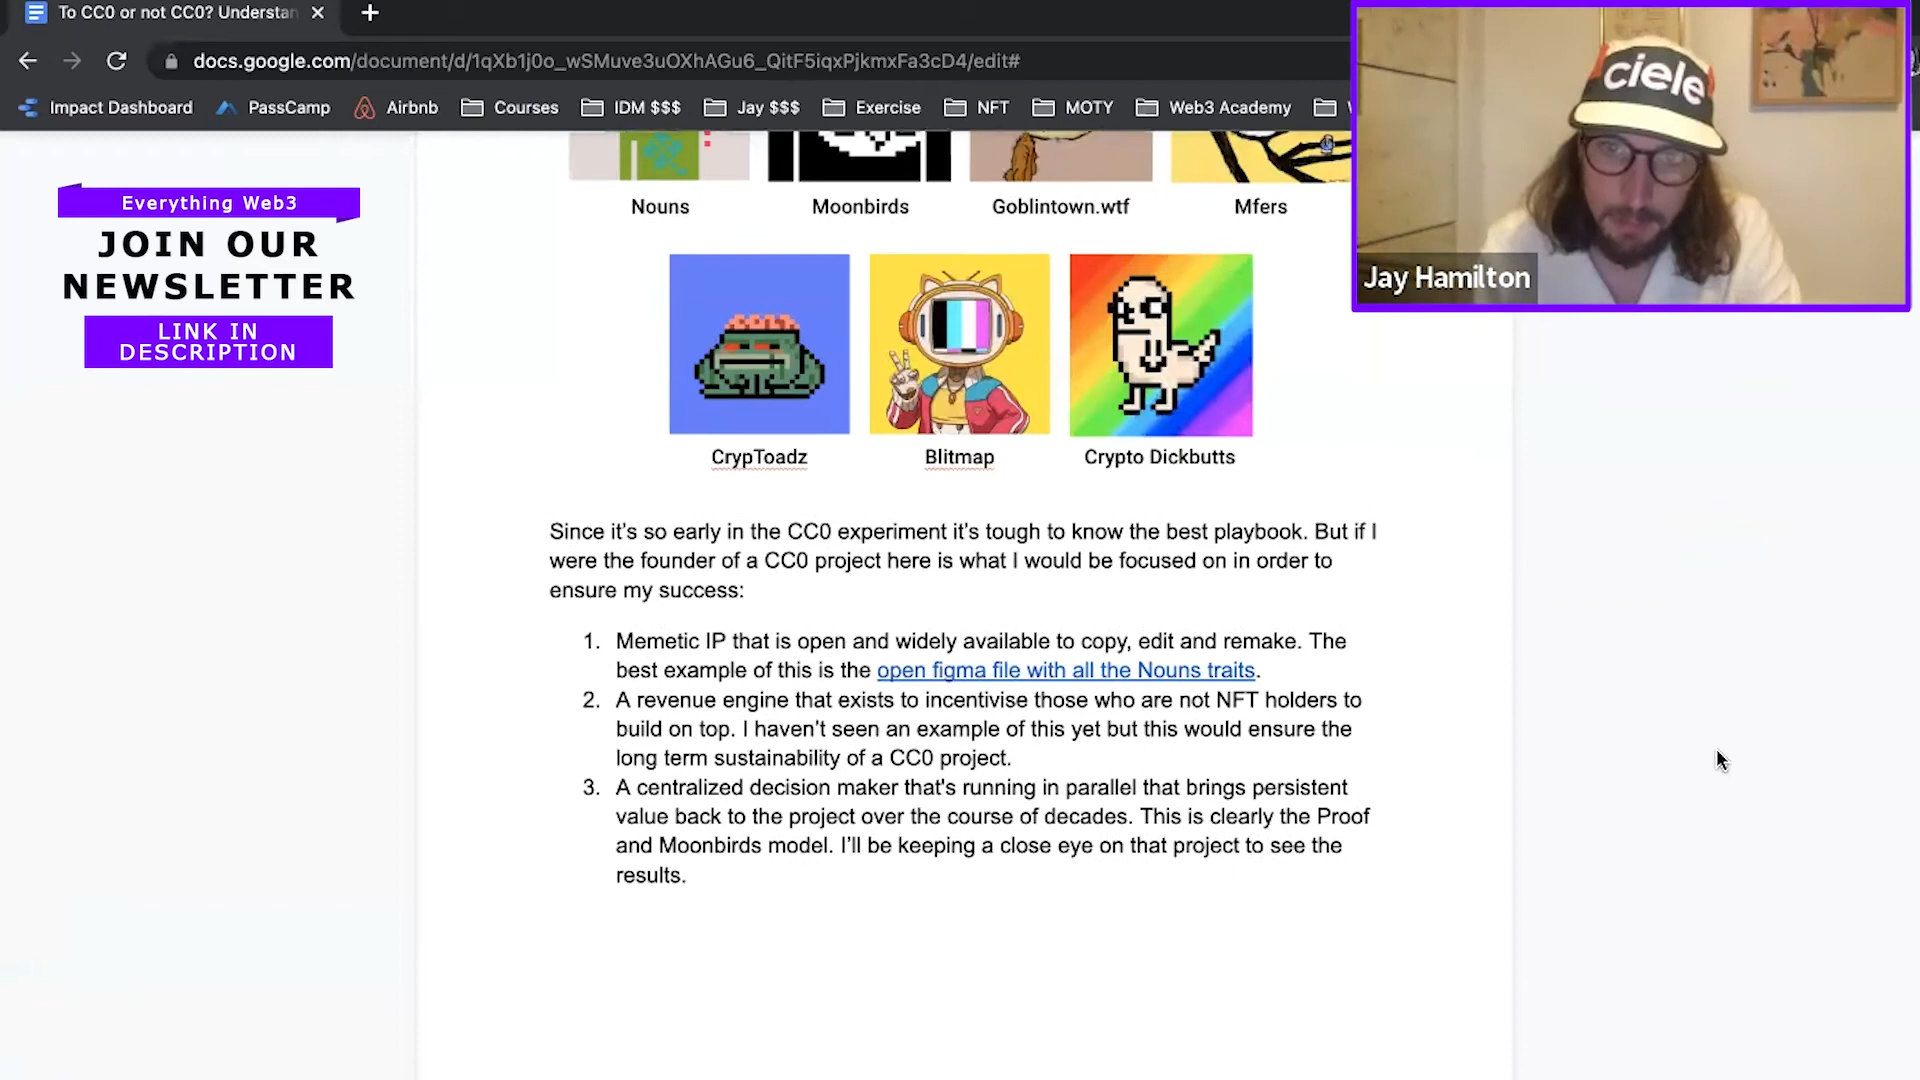 To CC0 or not CC0? Understan
docs.google.com/document/d/1qXb1j0o_wSMuve3uOXhAGu6_QitF5iqxPjkmxFa3cD4/edit#
Impact Dashboard PassCamp Airbnb Courses IDM $$$ Jay $$$ Exercise NFT MOTY Web3 Academy
ciele
Jay Hamilton
Everything Web3
JOIN OUR
NEWSLETTER
LINK IN
DESCRIPTION
Nouns Moonbirds Goblintown.wtf Mfers
CrypToadz Blitmap Crypto Dickbutts
Since it's so early in the CC0 experiment it's tough to know the best playbook. But if I
were the founder of a CC0 project here is what I would be focused on in order to
ensure my success:
1. Memetic IP that is open and widely available to copy, edit and remake. The
best example of this is the open figma file with all the Nouns traits.
2. A revenue engine that exists to incentivise those who are not NFT holders to
build on top. I haven't seen an example of this yet but this would ensure the
long term sustainability of a CC0 project.
3. A centralized decision maker that's running in parallel that brings persistent
value back to the project over the course of decades. This is clearly the Proof
and Moonbirds model. I'll be keeping a close eye on that project to see the
results.